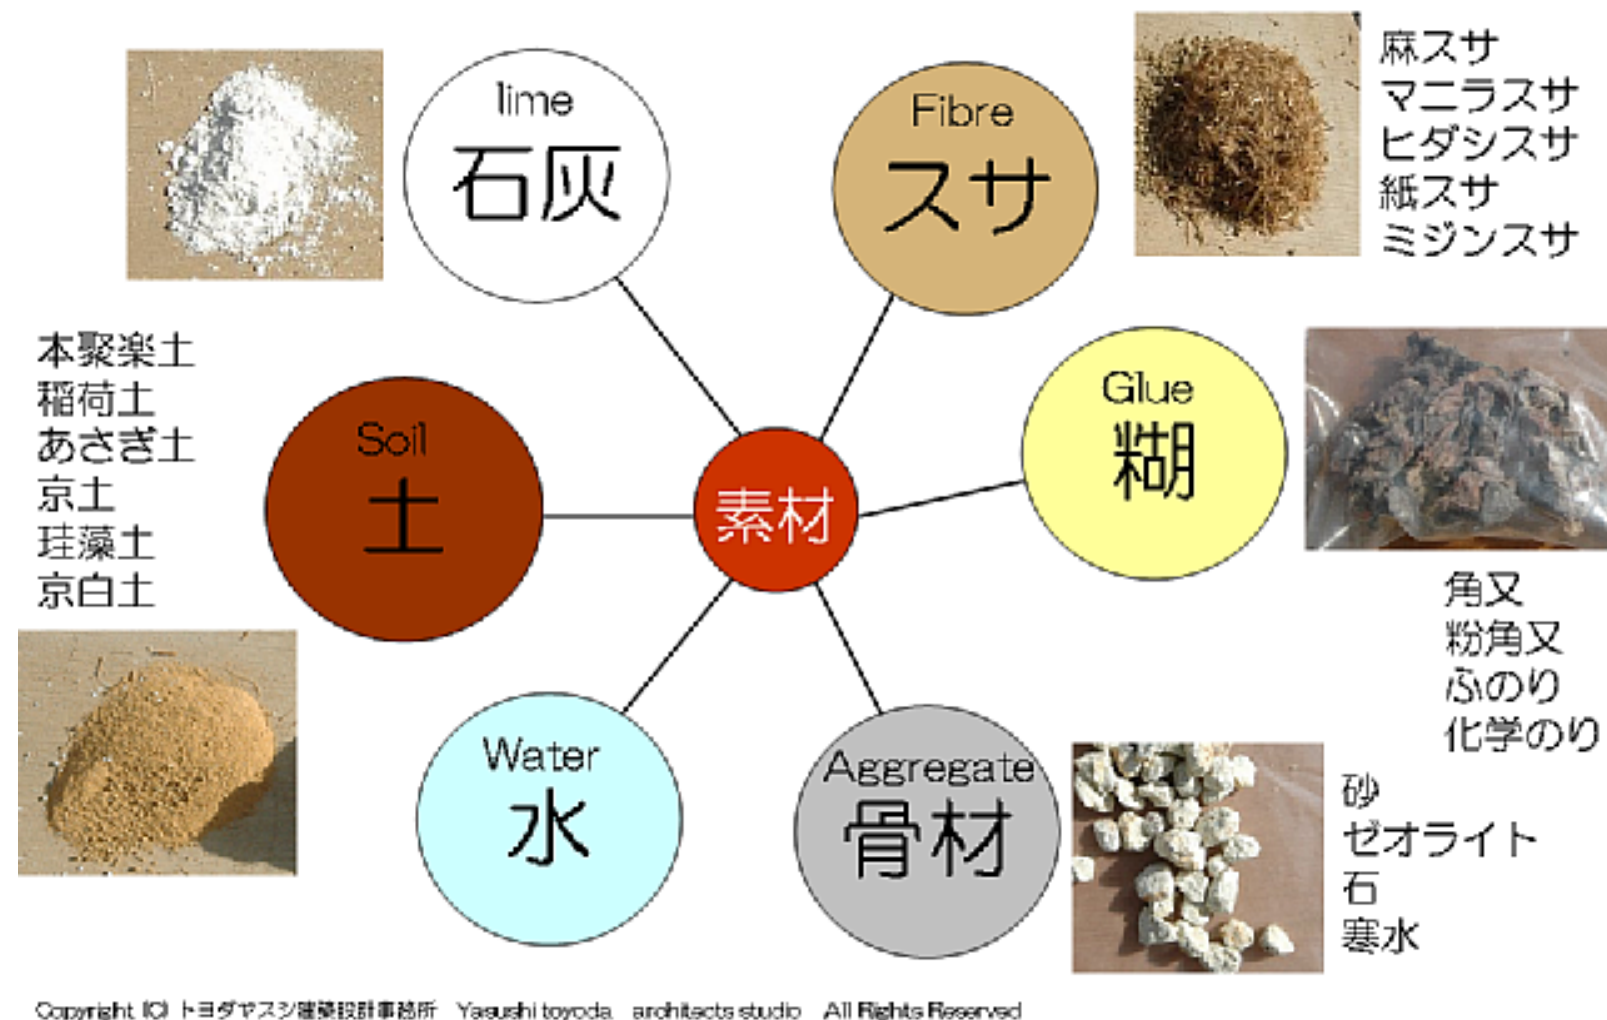 lime
石灰
Fibre
スサ
麻スサ
マニラスサ
ヒダシスサ
紙スサ
ミジンスサ
本聚楽土
稲荷土
あさぎ土
京土
珪藻土
京白土
Soil
土
素材
Glue
糊
角又
粉角又
ふのり
化学のり
Water
水
Aggregate
骨材
砂
ゼオライト
石
寒水
Copyright (C) トヨダヤスシ建築設計事務所 Yasushi toyoda architects studio All Rights Reserved